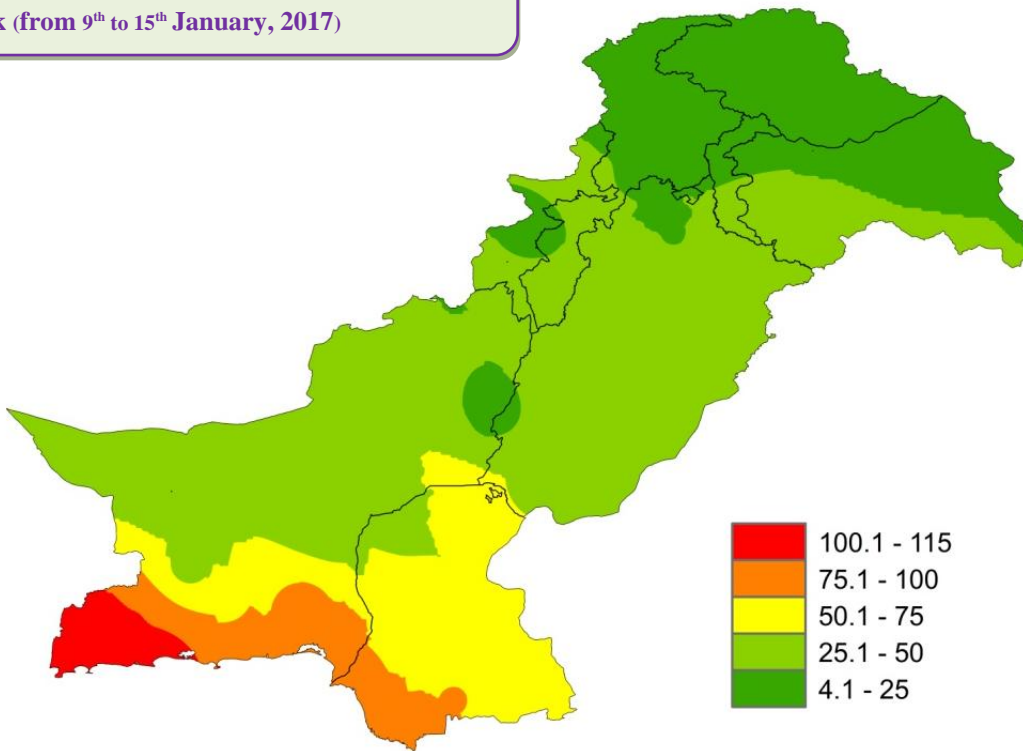 (from 9th to 15th January, 2017)
100.1 - 115
75.1 - 100
50.1 - 75
25.1 - 50
4.1 - 25